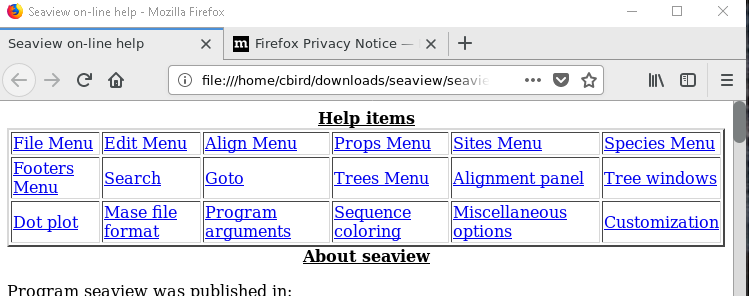 Seaview on-line help - Mozilla Firefox
Seaview on-line help
Firefox Privacy Notice —
file:///home/cbird/downloads/seaview/seavie
Help items
File Menu Edit Menu Align Menu Props Menu Sites Menu Species Menu
Footers Menu Search Goto Trees Menu Alignment panel Tree windows
Dot plot Mase file format Program arguments Sequence coloring Miscellaneous options Customization
About seaview
Program seaview was published in: